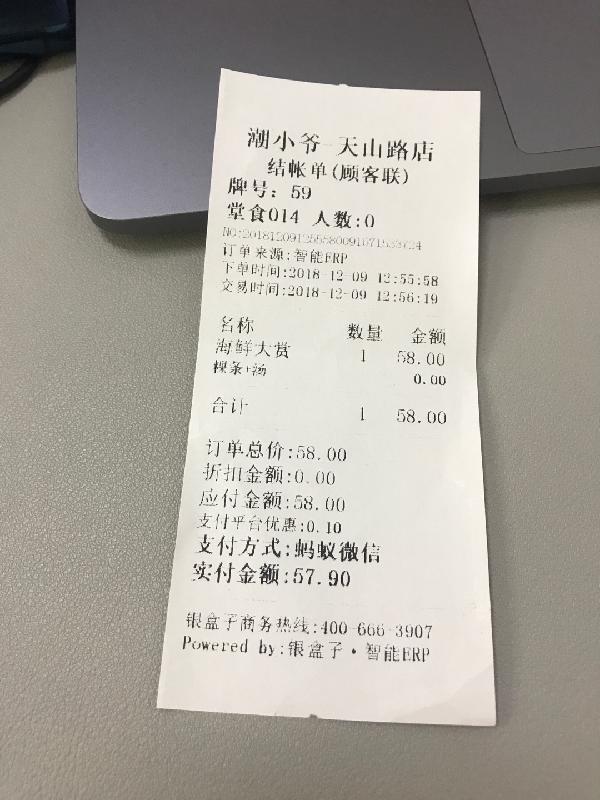 潮小爷-天山路店
结帐单(顾客联)
牌号: 59
堂食014 人数:0
订单来源:智能ERP
下单时间:2018-12-09 12:55:58
交易时间:2018-12-09 12:56:19
名称 数量 金额
海鲜大赏 1 58.00
粿条+汤 0.00
合计 1 58.00
订单总价:58.00
折扣金额:0.00
应付金额:58.00
支付平台优惠:0.10
支付方式:蚂蚁微信
实付金额:57.90
银盒子商务热线:400-666-3907
Powered by:银盒子·智能ERP